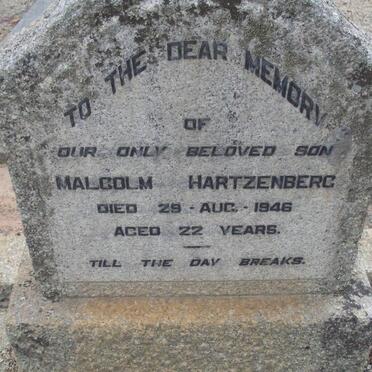 TO THE DEAR MEMORY
OF
OUR ONLY BELOVED SON
MALCOLM HARTZENBERG
DIED 29 - AUG. - 1946
AGED 22 YEARS.
TILL THE DAY BREAKS.